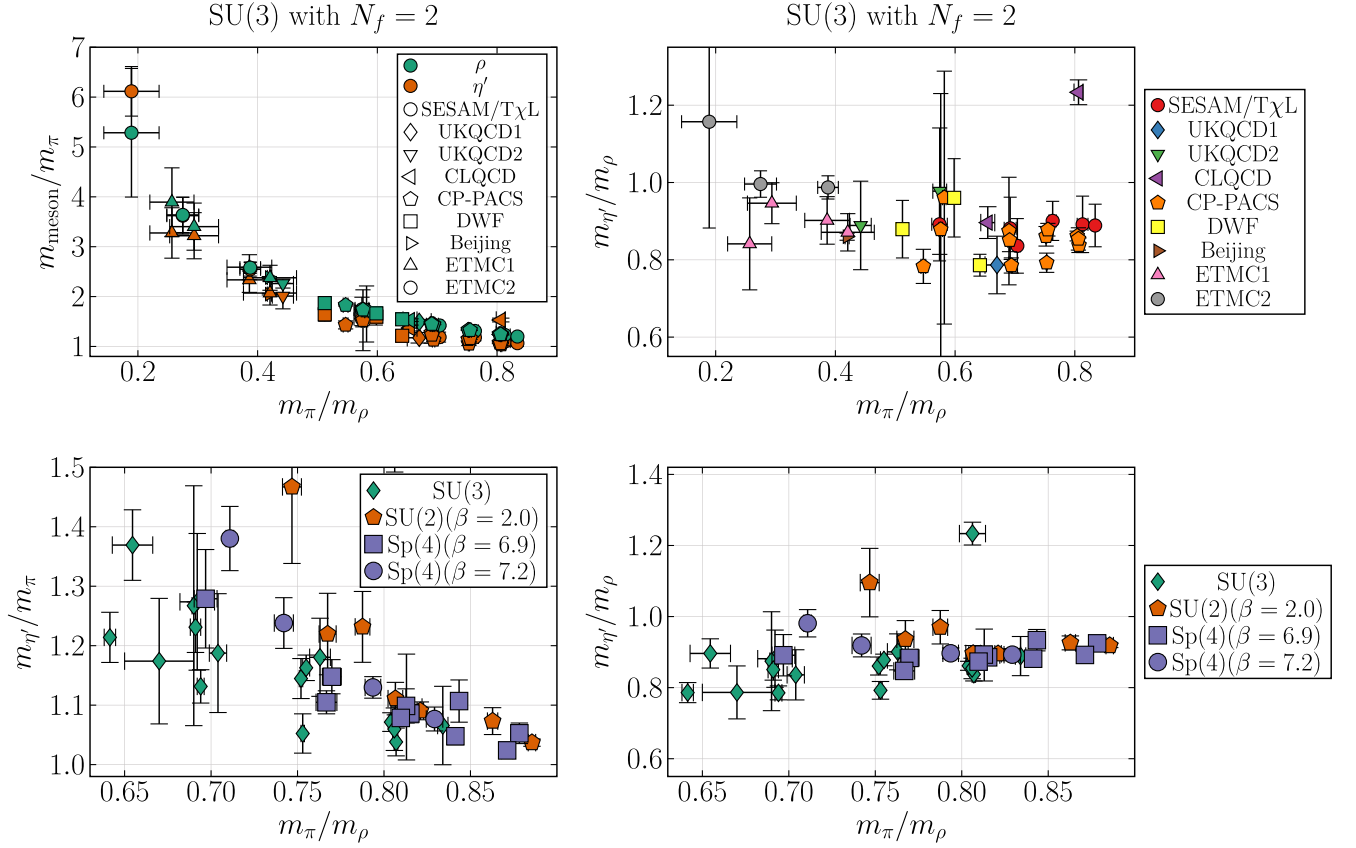 SU(3) with N_f = 2
7
6
5
4
3
2
1
m_meson/m_π
0.2
0.4
0.6
0.8
m_π/m_ρ
ρ
η′
SESAM/TχL
UKQCD1
UKQCD2
CLQCD
CP-PACS
DWF
Beijing
ETMC1
ETMC2
SU(3) with N_f = 2
1.2
1.0
0.8
0.6
m_η′/m_ρ
0.2
0.4
0.6
0.8
m_π/m_ρ
SESAM/TχL
UKQCD1
UKQCD2
CLQCD
CP-PACS
DWF
Beijing
ETMC1
ETMC2
1.5
1.4
1.3
1.2
1.1
1.0
m_η′/m_π
0.65
0.70
0.75
0.80
0.85
m_π/m_ρ
SU(3)
SU(2)(β = 2.0)
Sp(4)(β = 6.9)
Sp(4)(β = 7.2)
1.4
1.2
1.0
0.8
0.6
m_η′/m_ρ
0.65
0.70
0.75
0.80
0.85
m_π/m_ρ
SU(3)
SU(2)(β = 2.0)
Sp(4)(β = 6.9)
Sp(4)(β = 7.2)